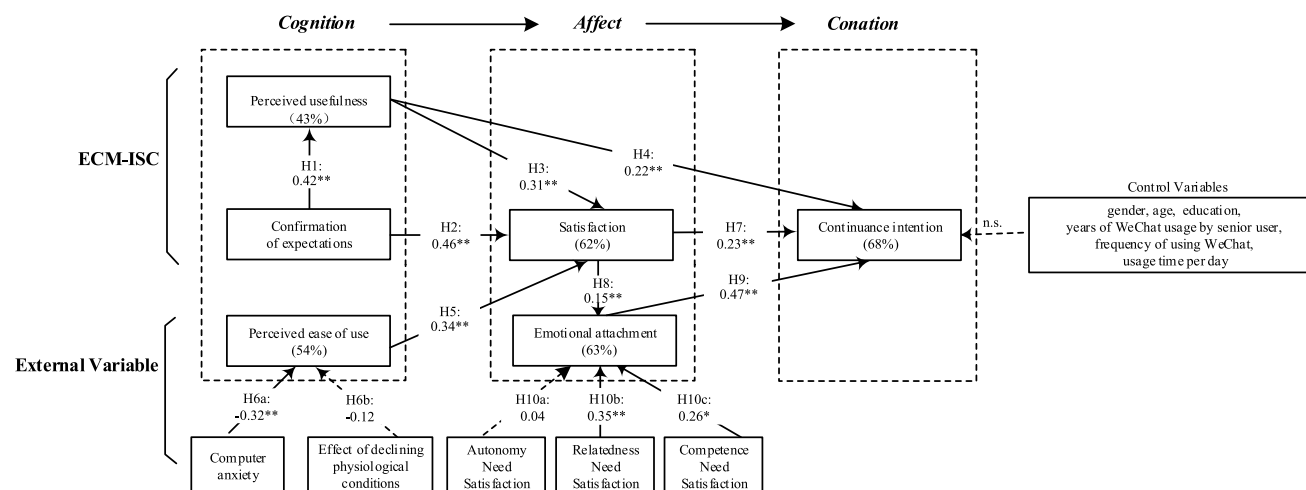 Cognition
Affect
Conation
ECM-ISC
External Variable
Perceived usefulness
（43%）
H1:
0.42**
Confirmation
of expectations
H2:
0.46**
H3:
0.31**
H4:
0.22**
Satisfaction
(62%)
H7:
0.23**
Continuance intention
(68%)
n.s.
Control Variables
gender, age, education,
years of WeChat usage by senior user,
frequency of using WeChat,
usage time per day
H8:
0.15**
H9:
0.47**
H5:
0.34**
Perceived ease of use
(54%)
Emotional attachment
(63%)
H6a:
-0.32**
H6b:
-0.12
H10a:
0.04
H10b:
0.35**
H10c:
0.26*
Computer
anxiety
Effect of declining
physiological
conditions
Autonomy
Need
Satisfaction
Relatedness
Need
Satisfaction
Competence
Need
Satisfaction